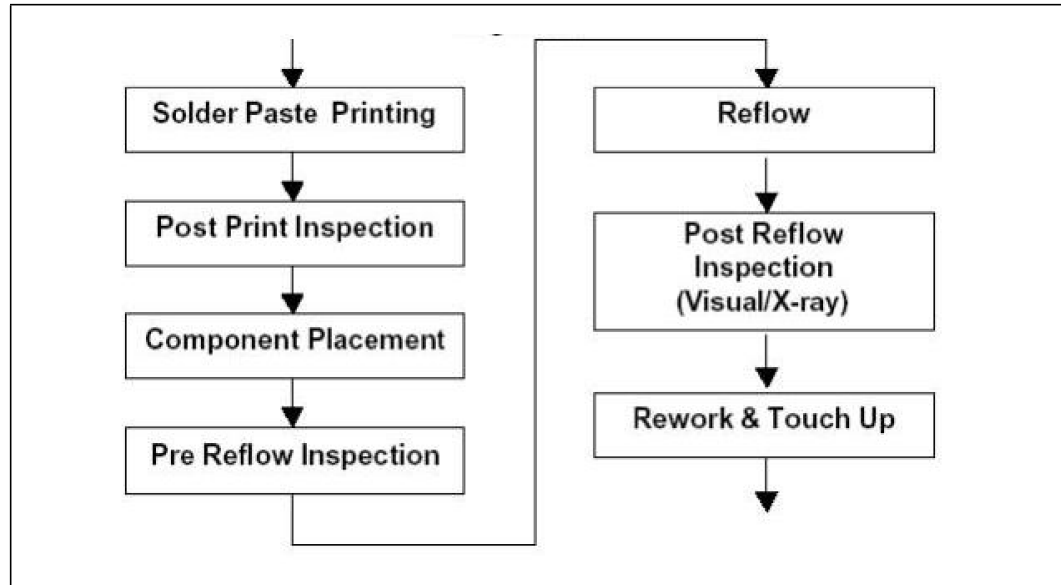 Solder Paste Printing
Post Print Inspection
Component Placement
Pre Reflow Inspection
Reflow
Post Reflow
Inspection
(Visual/X-ray)
Rework & Touch Up